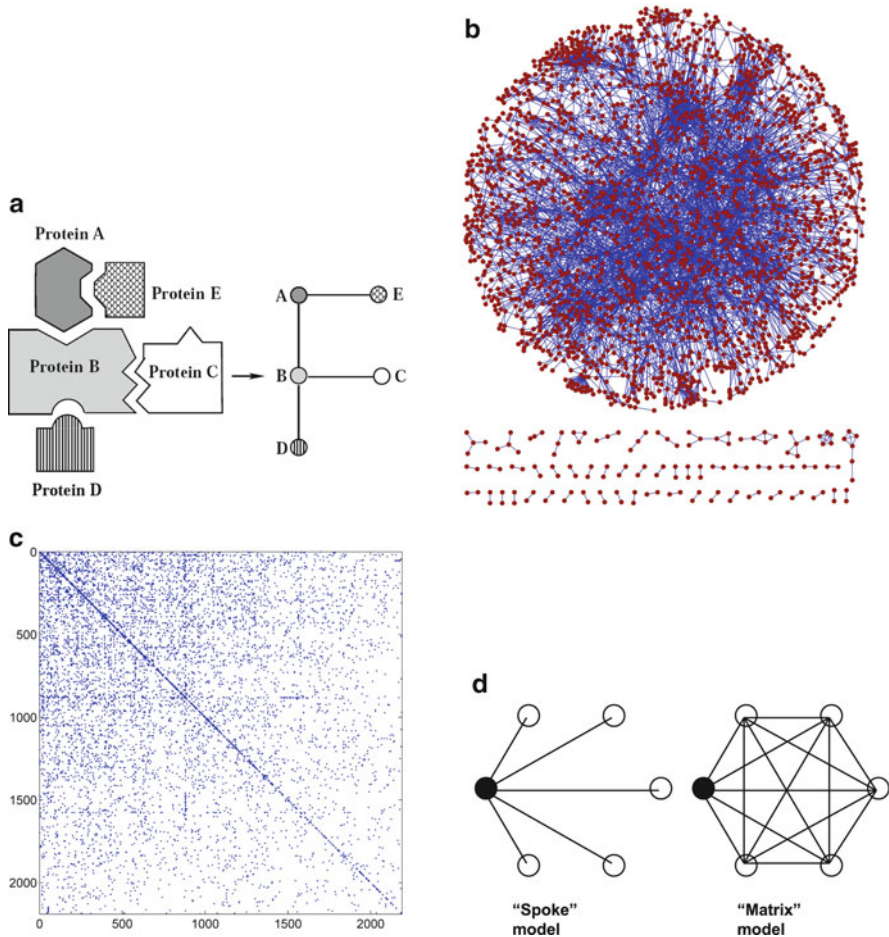 b
a
Protein A
Protein E
Protein B
Protein C
Protein D
A
E
B
C
D
c
0
500
1000
1500
2000
0
500
1000
1500
2000
d
“Spoke”
model
“Matrix”
model